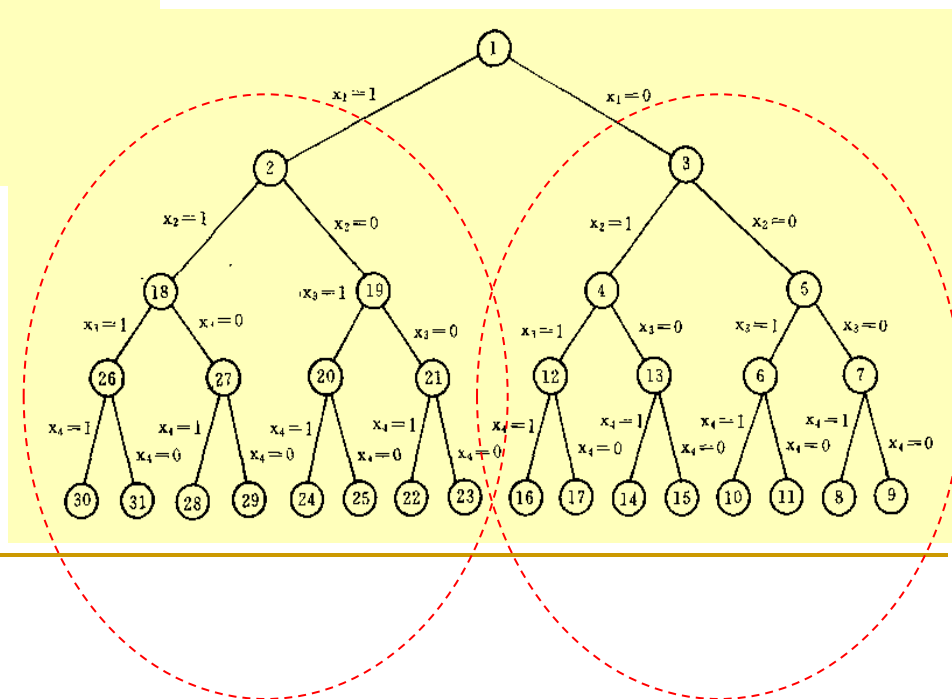 1
x₁=1 x₁=0
2 3
x₂=1 x₂=0 x₂=1 x₂=0
18 x₃=1 19 4 5
x₃=1 x₃=0 x₃=0 x₃=1 x₃=0 x₃=1 x₃=0
26 27 20 21 12 13 6 7
x₄=1 x₄=1 x₄=1 x₄=1 x₄=1 x₄=1 x₄=1 x₄=1
x₄=0 x₄=0 x₄=0 x₄=0 x₄=0 x₄=0 x₄=0 x₄=0
30 31 28 29 24 25 22 23 16 17 14 15 10 11 8 9